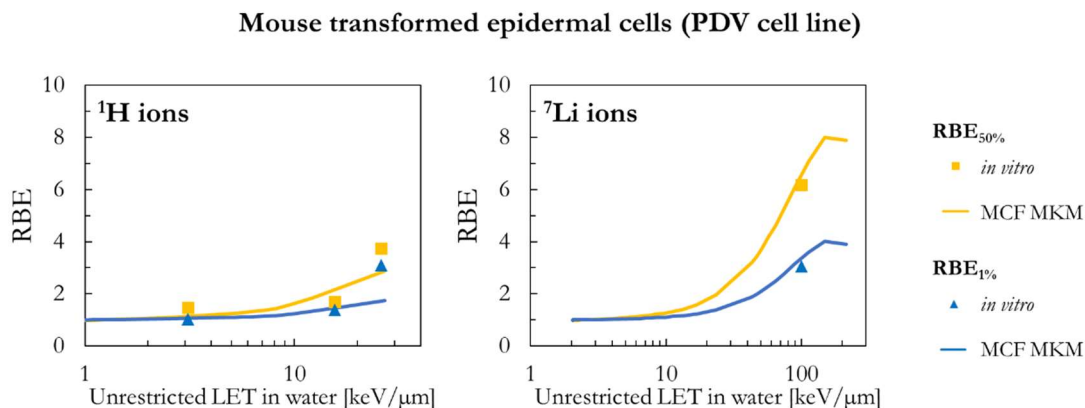 Mouse transformed epidermal cells (PDV cell line)
RBE
10
8
6
4
2
0
¹H ions
1
10
Unrestricted LET in water [keV/μm]
RBE
10
8
6
4
2
0
⁷Li ions
1
10
100
Unrestricted LET in water [keV/μm]
RBE₅₀%
in vitro
MCF MKM
RBE₁%
in vitro
MCF MKM